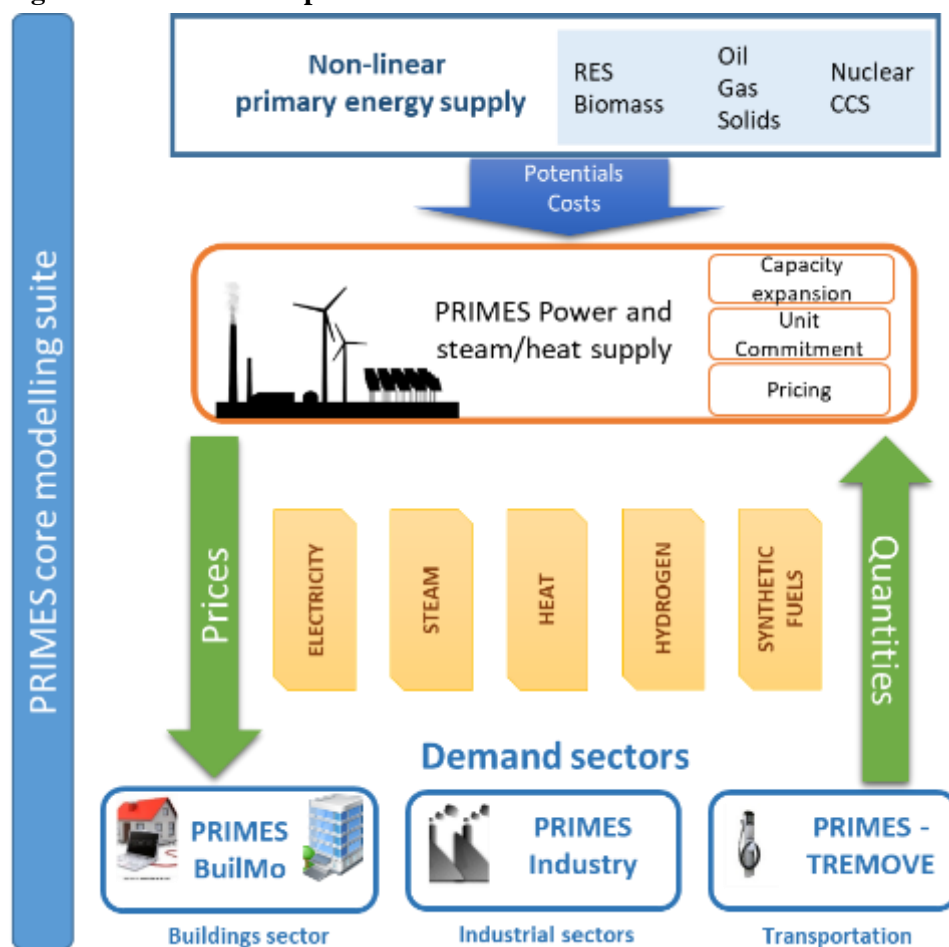 PRIMES core modelling suite
Non-linear
primary energy supply
RES
Biomass
Oil
Gas
Solids
Nuclear
CCS
Potentials
Costs
PRIMES Power and
steam/heat supply
Capacity
expansion
Unit
Commitment
Pricing
Prices
ELECTRICITY
STEAM
HEAT
HYDROGEN
SYNTHETIC
FUELS
Quantities
Demand sectors
PRIMES
BuilMo
PRIMES
Industry
PRIMES -
TREMOVE
Buildings sector
Industrial sectors
Transportation